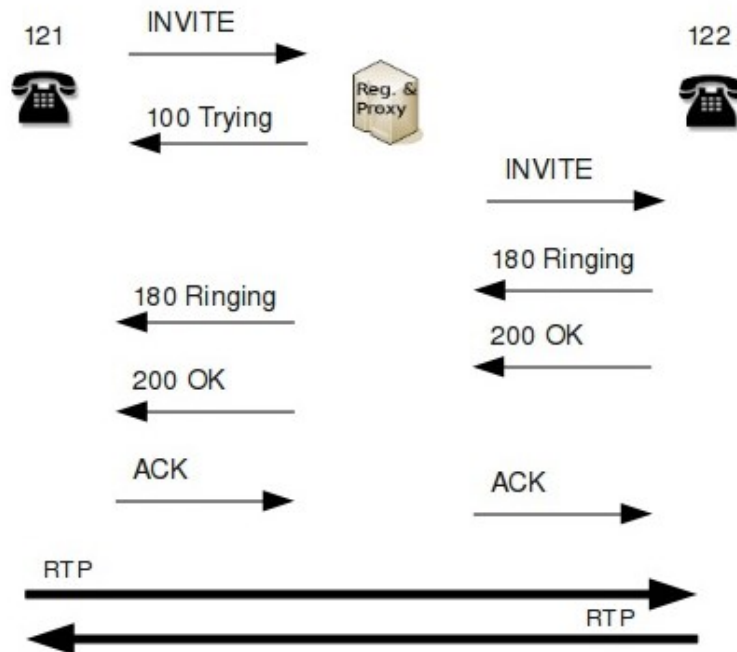 INVITE
121
122
Reg. &
Proxy
100 Trying
INVITE
180 Ringing
180 Ringing
200 OK
200 OK
ACK
ACK
RTP
RTP